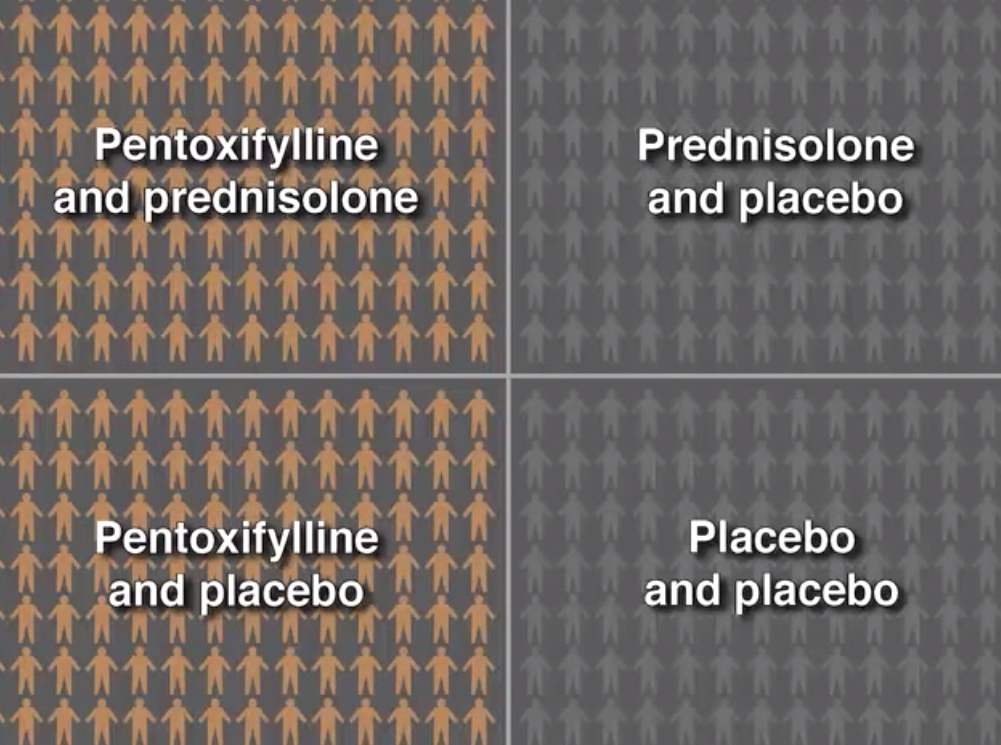 Pentoxifylline
and prednisolone
Prednisolone
and placebo
Pentoxifylline
and placebo
Placebo
and placebo